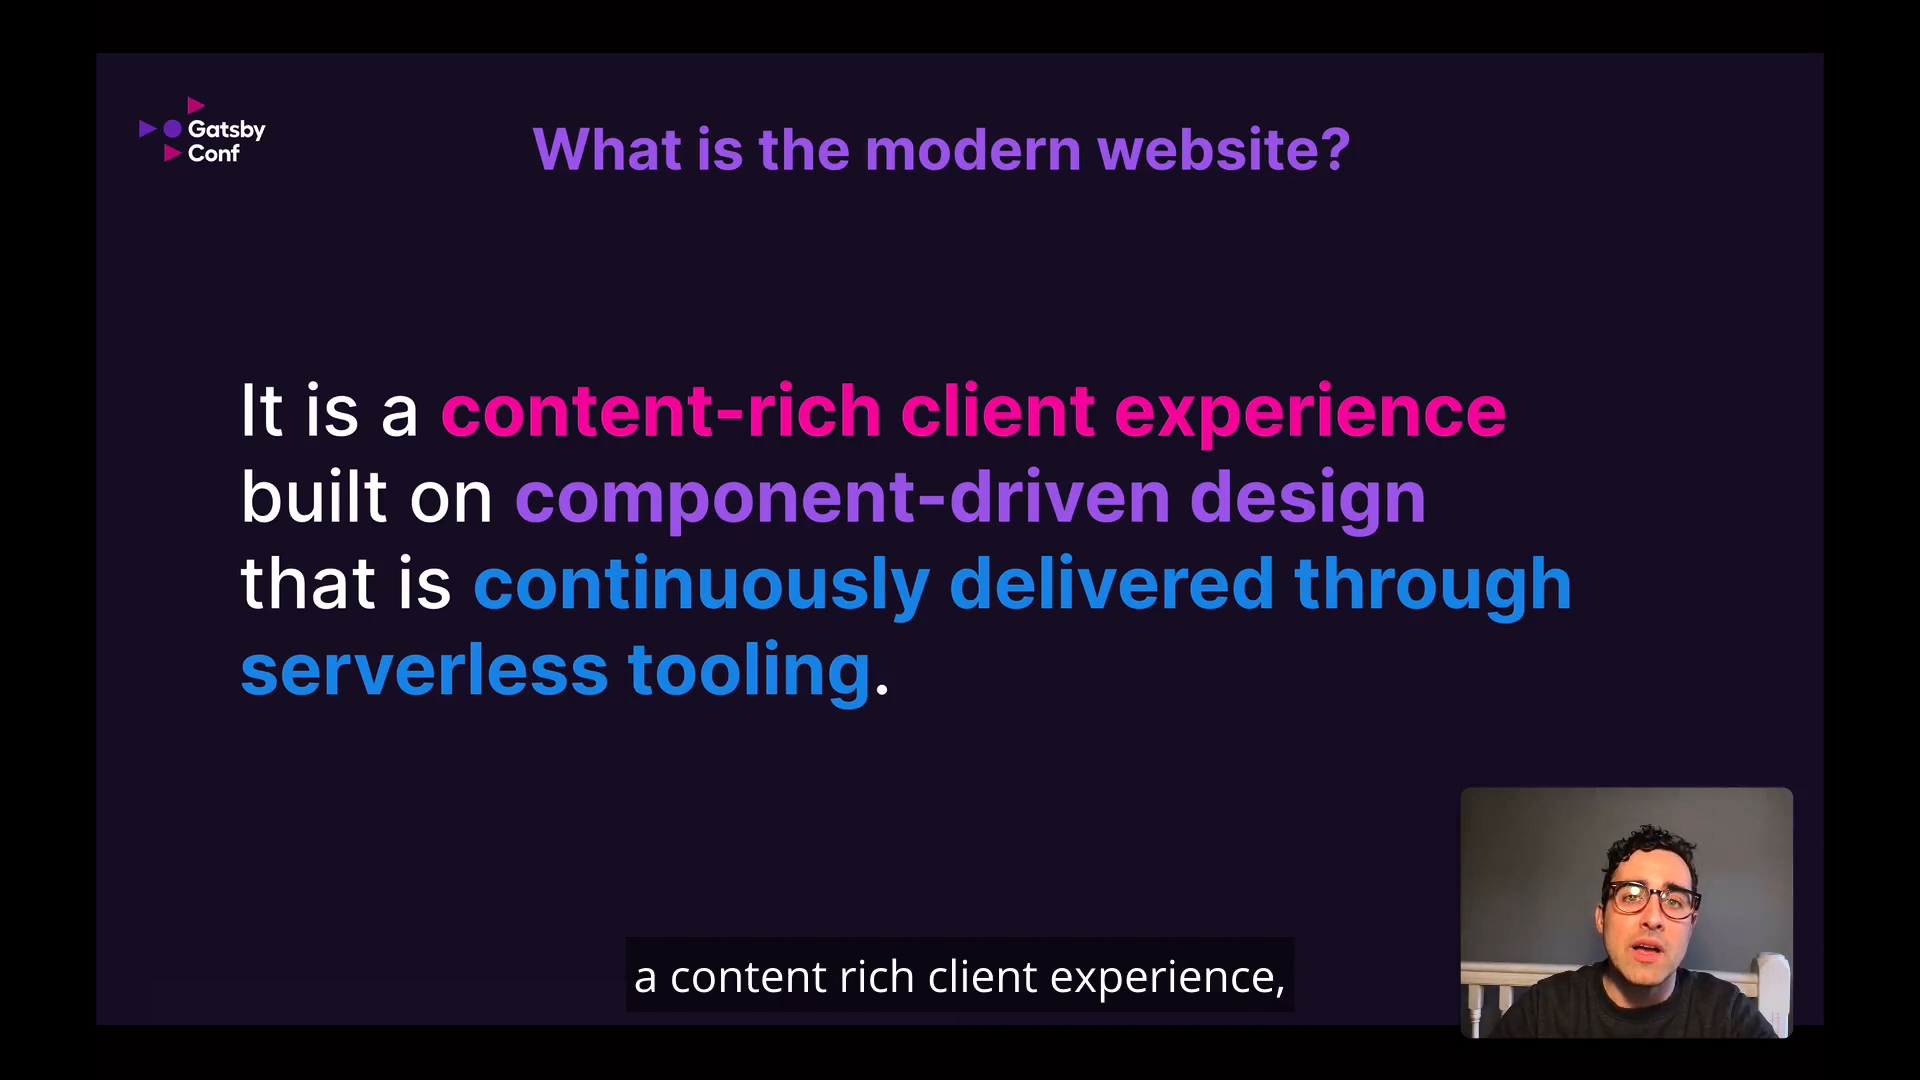 Gatsby
Conf
What is the modern website?
It is a content-rich client experience
built on component-driven design
that is continuously delivered through
serverless tooling.
a content rich client experience,